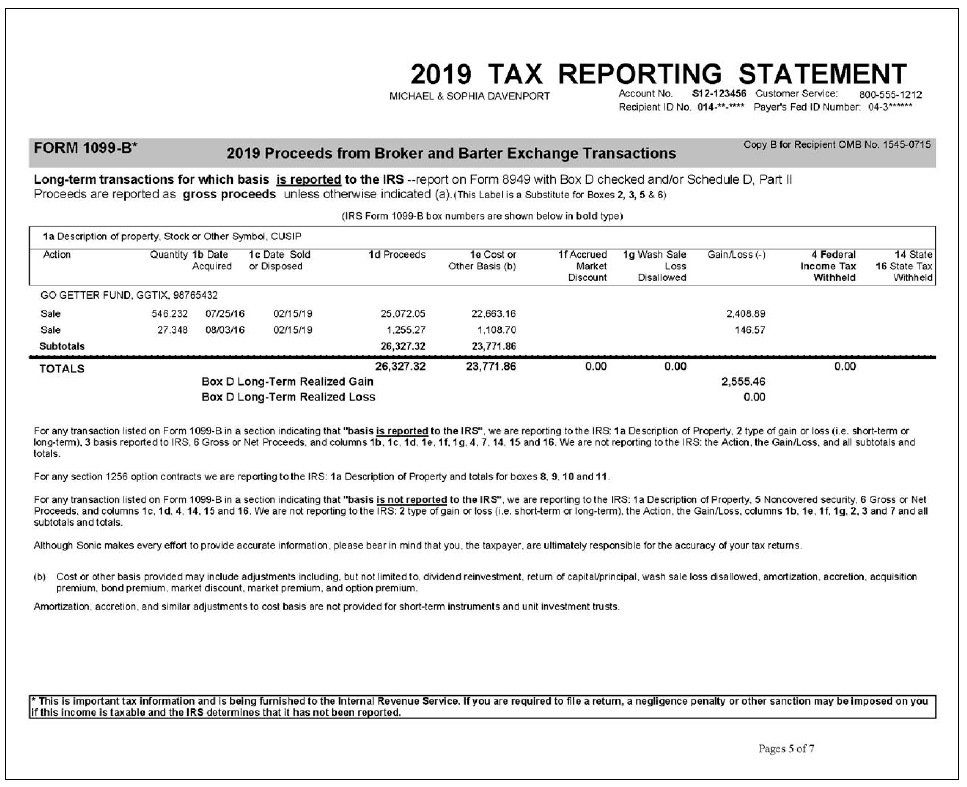 2019 TAX REPORTING STATEMENT
MICHAEL & SOPHIA DAVENPORT
Account No. S12-123456 Customer Service: 800-555-1212
Recipient ID No. 014-**-**** Payer's Fed ID Number: 04-3******
FORM 1099-B*
2019 Proceeds from Broker and Barter Exchange Transactions
Copy B for Recipient OMB No. 1545-0715
Long-term transactions for which basis is reported to the IRS --report on Form 8949 with Box D checked and/or Schedule D, Part II
Proceeds are reported as gross proceeds unless otherwise indicated (a).(This Label is a Substitute for Boxes 2, 3, 5 & 6)
(IRS Form 1099-B box numbers are shown below in bold type)
1a Description of property, Stock or Other Symbol, CUSIP
Action Quantity 1b Date 1c Date Sold 1d Proceeds 1e Cost or 1f Accrued 1g Wash Sale Gain/Loss (-) 4 Federal 14 State
Acquired or Disposed Other Basis (b) Market Loss Income Tax 16 State Tax
Discount Disallowed Withheld Withheld
GO GETTER FUND, GGTIX, 98765432
Sale 546.232 07/25/16 02/15/19 25,072.05 22,663.16 2,408.89
Sale 27.348 08/03/16 02/15/19 1,255.27 1,108.70 146.57
Subtotals 26,327.32 23,771.86
TOTALS 26,327.32 23,771.86 0.00 0.00 0.00
Box D Long-Term Realized Gain 2,555.46
Box D Long-Term Realized Loss 0.00
For any transaction listed on Form 1099-B in a section indicating that "basis is reported to the IRS", we are reporting to the IRS: 1a Description of Property, 2 type of gain or loss (i.e. short-term or
long-term), 3 basis reported to IRS, 6 Gross or Net Proceeds, and columns 1b, 1c, 1d, 1e, 1f, 1g, 4, 7, 14, 15 and 16. We are not reporting to the IRS: the Action, the Gain/Loss, and all subtotals and
totals.
For any section 1256 option contracts we are reporting to the IRS: 1a Description of Property and totals for boxes 8, 9, 10 and 11.
For any transaction listed on Form 1099-B in a section indicating that "basis is not reported to the IRS", we are reporting to the IRS: 1a Description of Property, 5 Noncovered security, 6 Gross or Net
Proceeds, and columns 1c, 1d, 4, 14, 15 and 16. We are not reporting to the IRS: 2 type of gain or loss (i.e. short-term or long-term), the Action, the Gain/Loss, columns 1b, 1e, 1f, 1g, 2, 3 and 7 and all
subtotals and totals.
Although Sonic makes every effort to provide accurate information, please bear in mind that you, the taxpayer, are ultimately responsible for the accuracy of your tax returns.
(b) Cost or other basis provided may include adjustments including, but not limited to, dividend reinvestment, return of capital/principal, wash sale loss disallowed, amortization, accretion, acquisition
premium, bond premium, market discount, market premium, and option premium.
Amortization, accretion, and similar adjustments to cost basis are not provided for short-term instruments and unit investment trusts.
* This is important tax information and is being furnished to the Internal Revenue Service. If you are required to file a return, a negligence penalty or other sanction may be imposed on you
if this income is taxable and the IRS determines that it has not been reported.
Pages 5 of 7